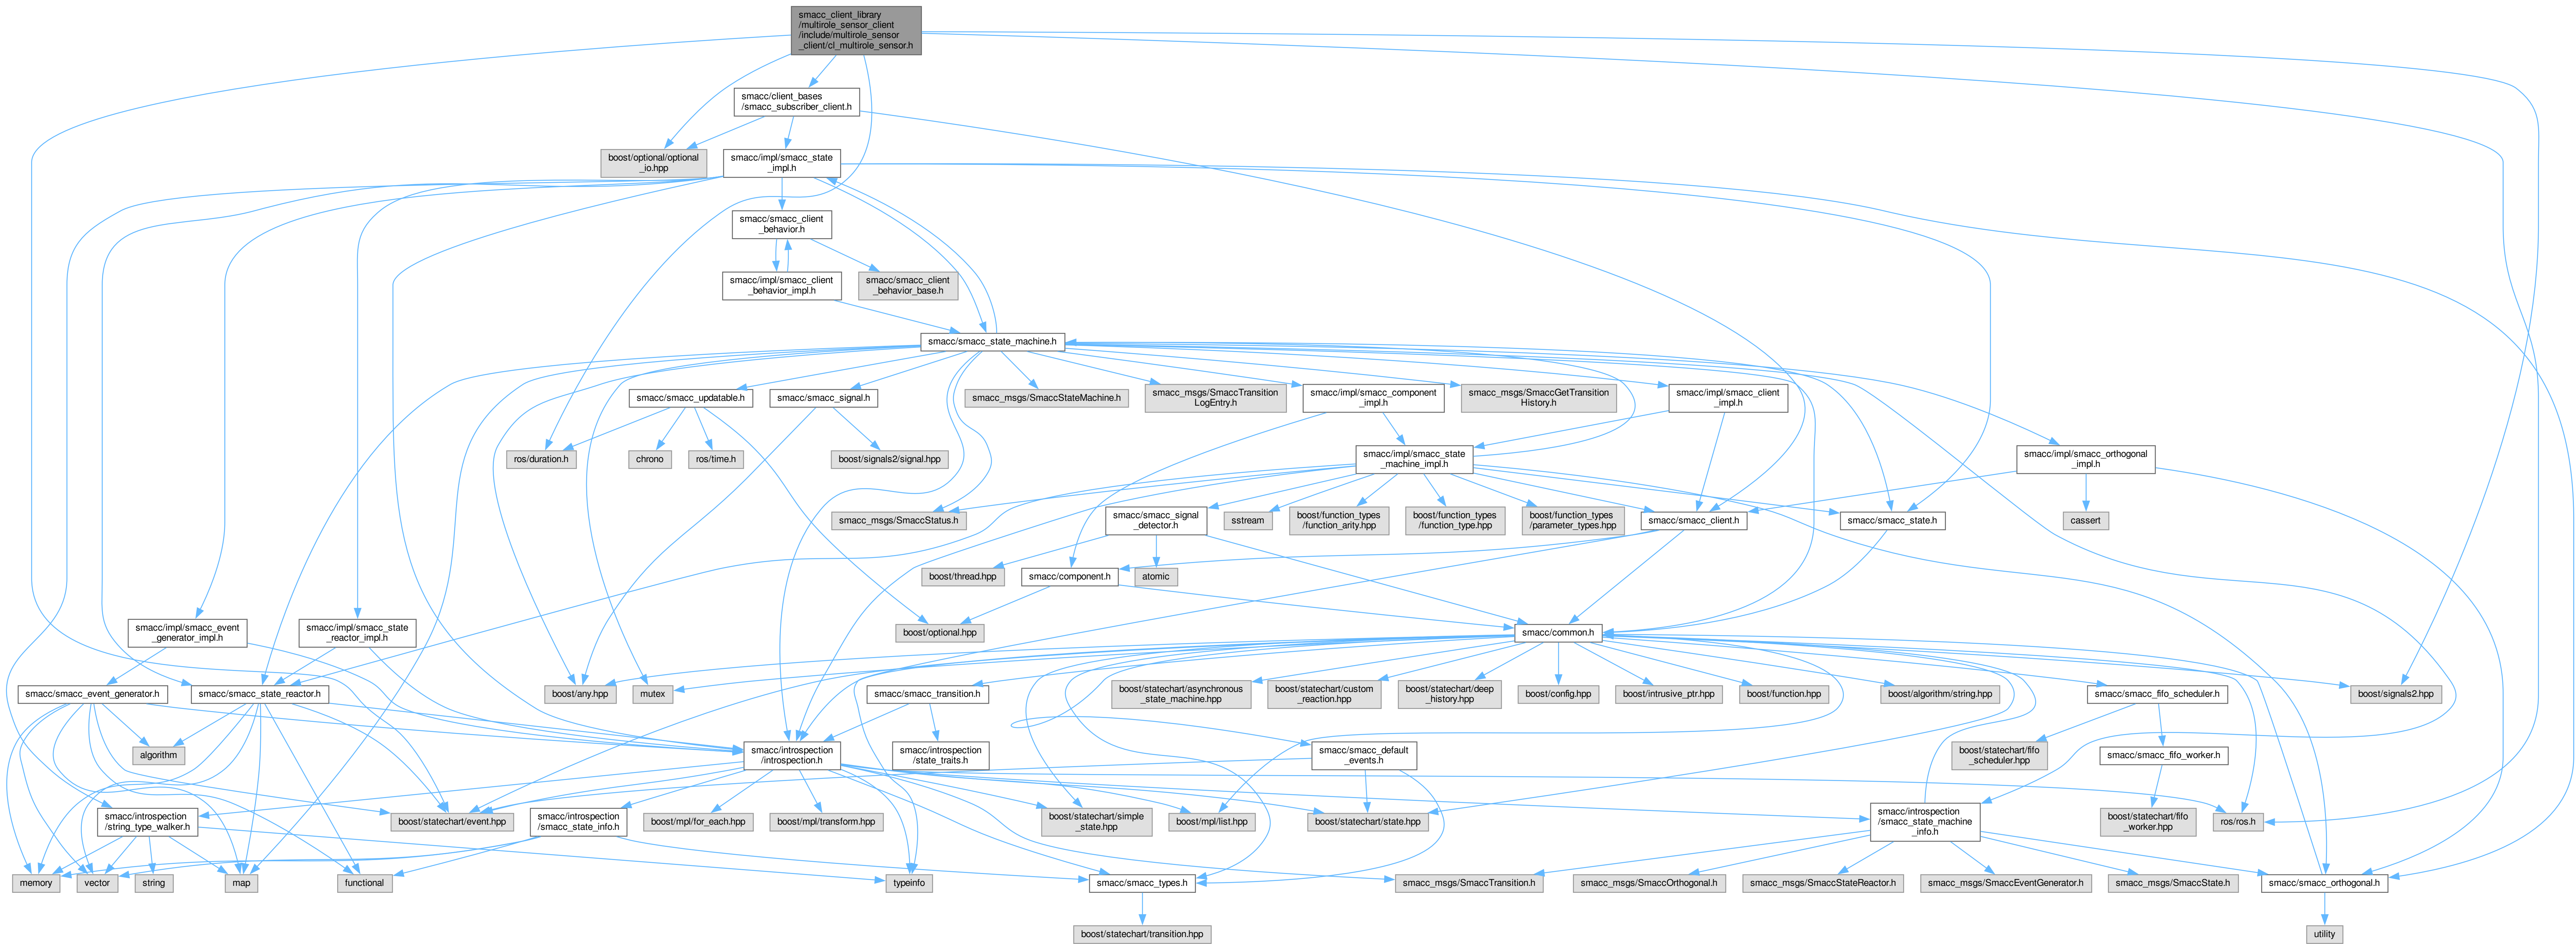 smacc_client_library
/multirole_sensor_client
/include/multirole_sensor
_client/cl_multirole_sensor.h
smacc/client_bases
/smacc_subscriber_client.h
boost/optional/optional
_io.hpp
smacc/impl/smacc_state
_impl.h
smacc/smacc_client
_behavior.h
smacc/impl/smacc_client
_behavior_impl.h
smacc/smacc_client
_behavior_base.h
smacc/smacc_state_machine.h
smacc/smacc_updatable.h
smacc/smacc_signal.h
smacc_msgs/SmaccStateMachine.h
smacc_msgs/SmaccTransition
LogEntry.h
smacc/impl/smacc_component
_impl.h
smacc_msgs/SmaccGetTransition
History.h
smacc/impl/smacc_client
_impl.h
ros/duration.h
chrono
ros/time.h
boost/signals2/signal.hpp
smacc/impl/smacc_state
_machine_impl.h
smacc/impl/smacc_orthogonal
_impl.h
smacc_msgs/SmaccStatus.h
smacc/smacc_signal
_detector.h
sstream
boost/function_types
/function_arity.hpp
boost/function_types
/function_type.hpp
boost/function_types
/parameter_types.hpp
smacc/smacc_client.h
smacc/smacc_state.h
cassert
boost/thread.hpp
smacc/component.h
atomic
smacc/impl/smacc_event
_generator_impl.h
smacc/impl/smacc_state
_reactor_impl.h
boost/optional.hpp
smacc/common.h
smacc/smacc_event_generator.h
smacc/smacc_state_reactor.h
boost/any.hpp
mutex
smacc/smacc_transition.h
boost/statechart/asynchronous
_state_machine.hpp
boost/statechart/custom
_reaction.hpp
boost/statechart/deep
_history.hpp
boost/config.hpp
boost/intrusive_ptr.hpp
boost/function.hpp
boost/algorithm/string.hpp
smacc/smacc_fifo_scheduler.h
boost/signals2.hpp
algorithm
smacc/introspection
/introspection.h
smacc/introspection
/state_traits.h
smacc/smacc_default
_events.h
boost/statechart/fifo
_scheduler.hpp
smacc/smacc_fifo_worker.h
smacc/introspection
/string_type_walker.h
boost/statechart/event.hpp
smacc/introspection
/smacc_state_info.h
boost/mpl/for_each.hpp
boost/mpl/transform.hpp
boost/statechart/simple
_state.hpp
boost/mpl/list.hpp
boost/statechart/state.hpp
smacc/introspection
/smacc_state_machine
_info.h
boost/statechart/fifo
_worker.hpp
ros/ros.h
memory
vector
string
map
functional
typeinfo
smacc/smacc_types.h
smacc_msgs/SmaccTransition.h
smacc_msgs/SmaccOrthogonal.h
smacc_msgs/SmaccStateReactor.h
smacc_msgs/SmaccEventGenerator.h
smacc_msgs/SmaccState.h
smacc/smacc_orthogonal.h
boost/statechart/transition.hpp
utility